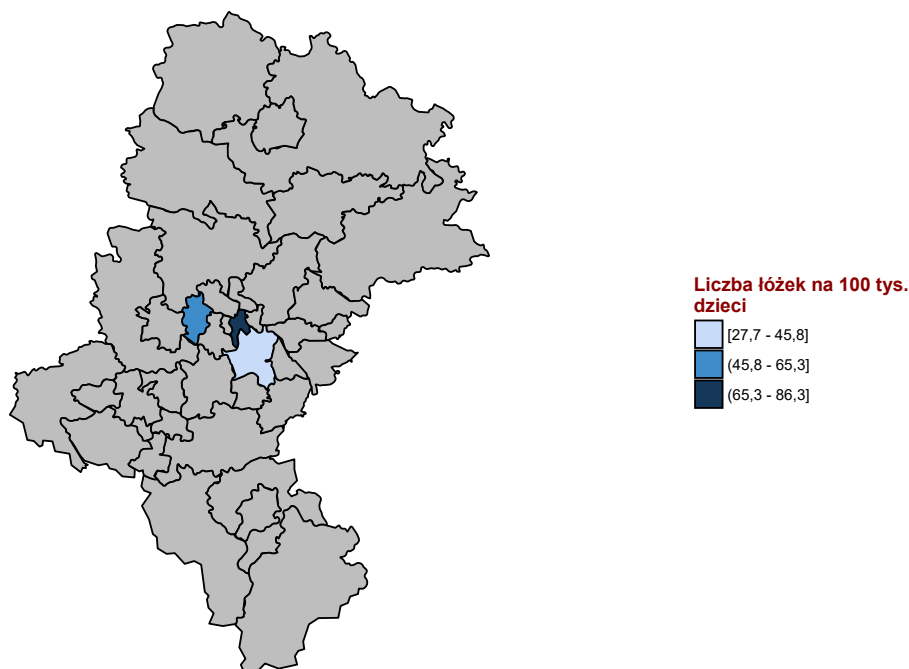 Liczba łóżek na 100 tys.
dzieci
[27,7 - 45,8]
(45,8 - 65,3]
(65,3 - 86,3]